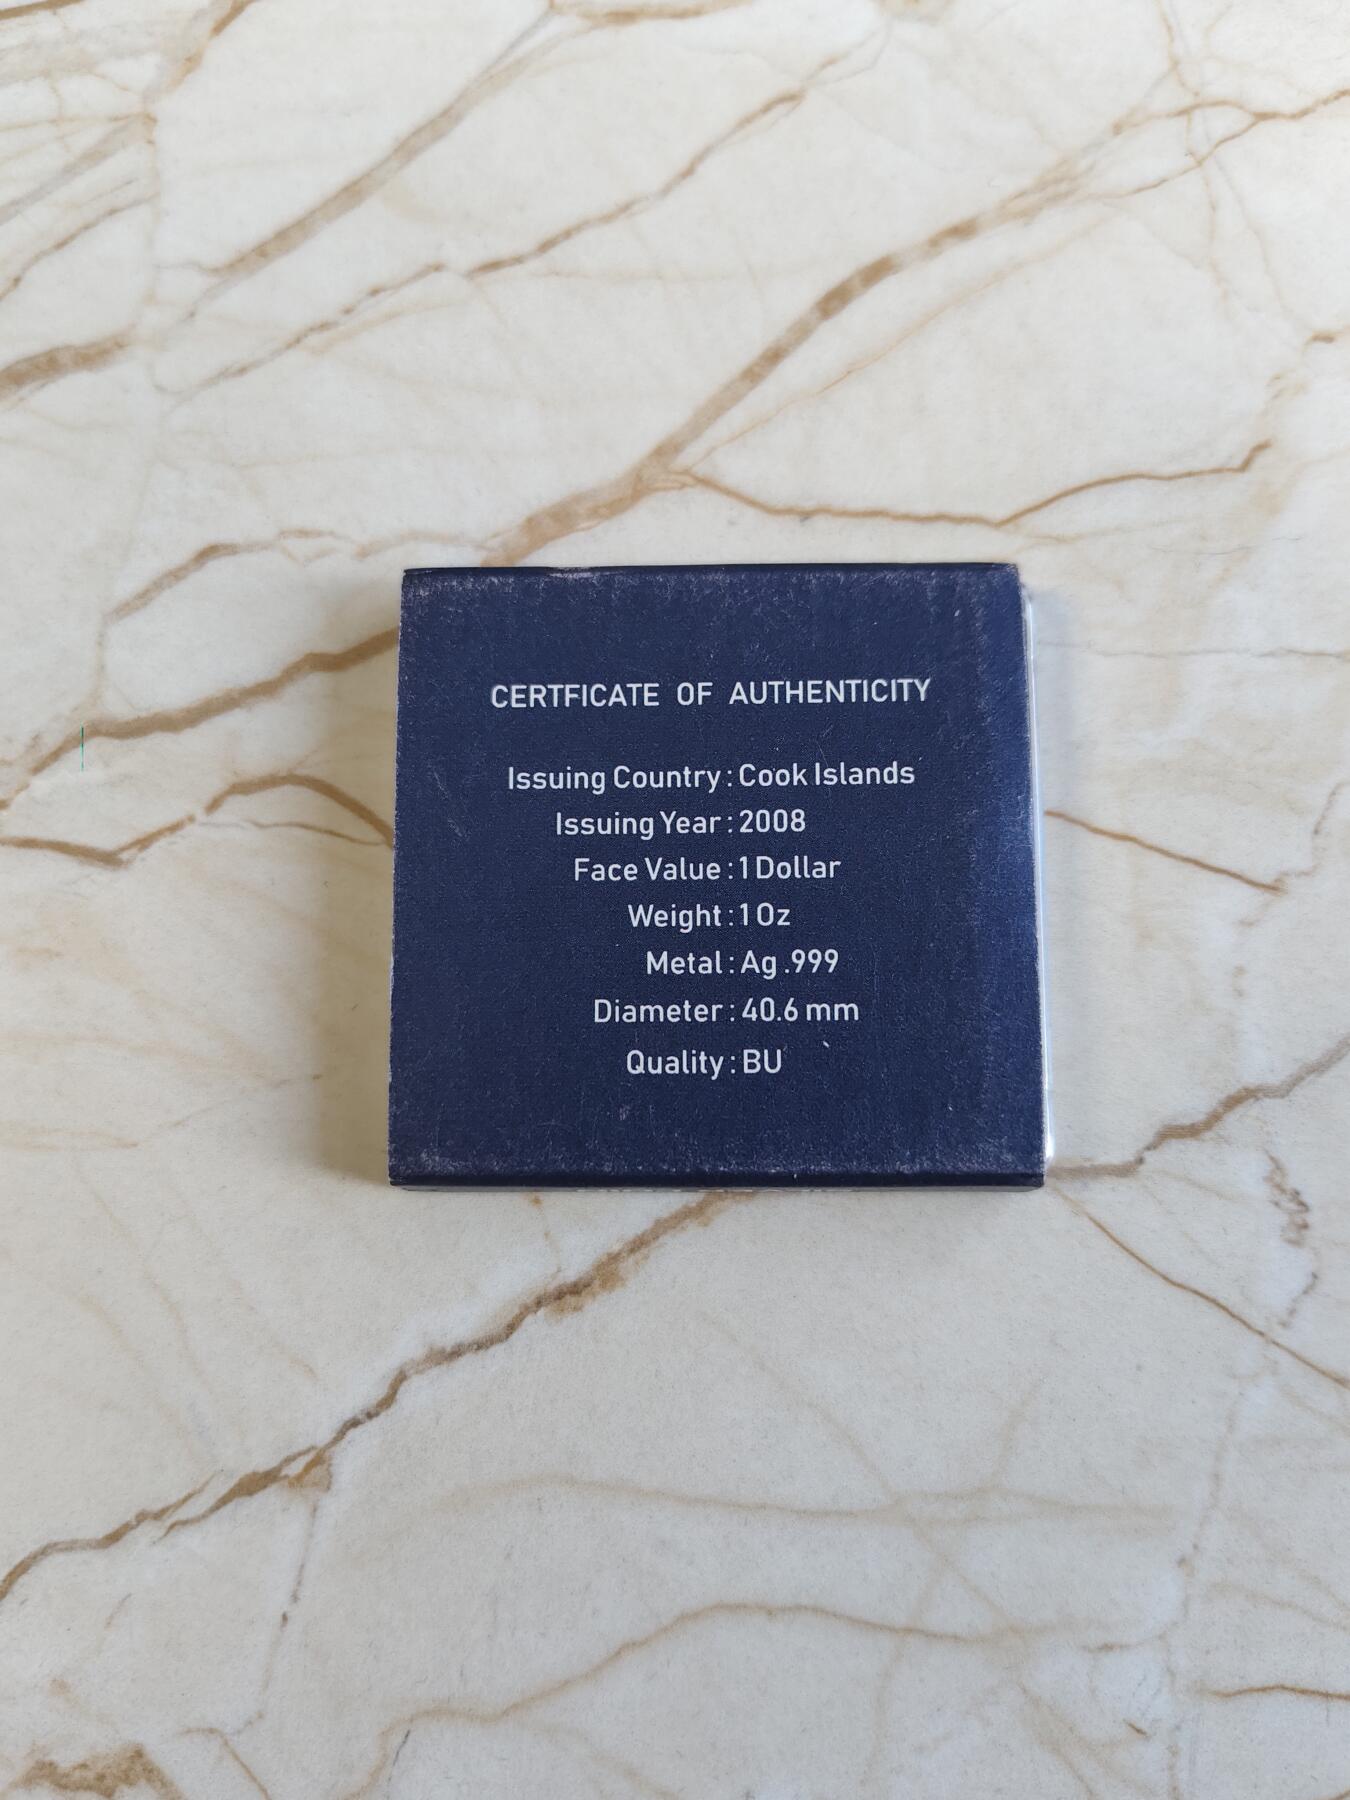 CERTFICATE OF AUTHENTICITY
Issuing Country : Cook Islands
Issuing Year : 2008
Face Value : 1 Dollar
Weight : 1 Oz
Metal : Ag .999
Diameter : 40.6 mm
Quality : BU